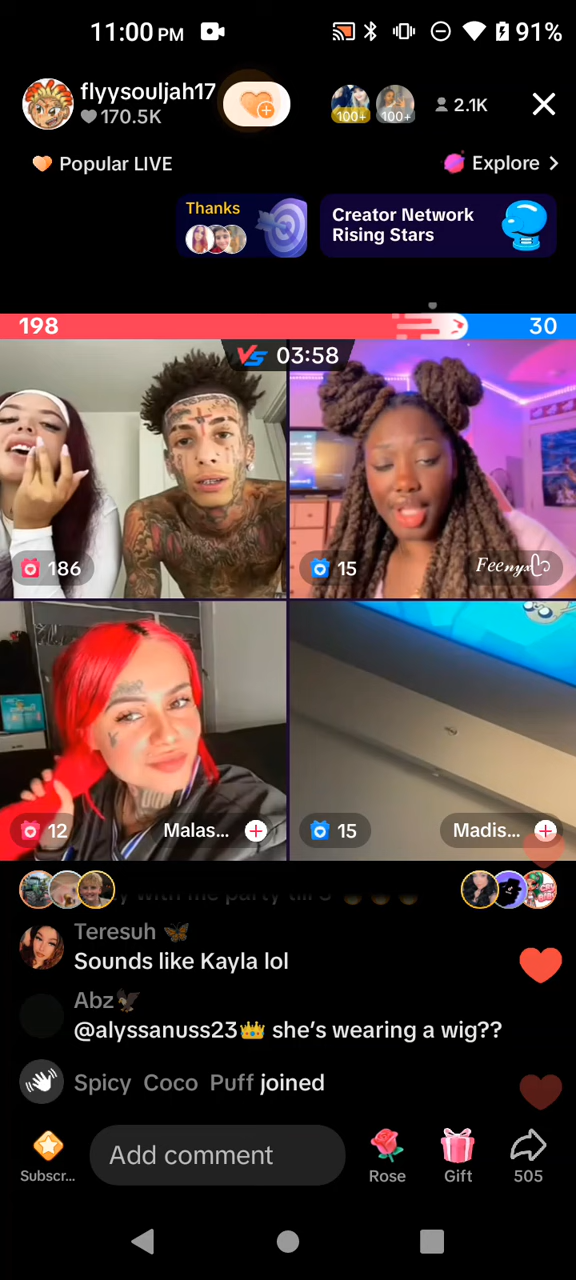 11:00 PM
91%
flyysouljah17
170.5K
100+
100+
2.1K
Popular LIVE
Explore >
Thanks
Creator Network
Rising Stars
198
30
VS 03:58
186
15
Feenyx
12
Malas...
15
Madis...
Teresuh 🦋
Sounds like Kayla lol
Abz🦅
@alyssanuss23👑 she's wearing a wig??
Spicy Coco Puff joined
Subscr...
Add comment
Rose
Gift
505